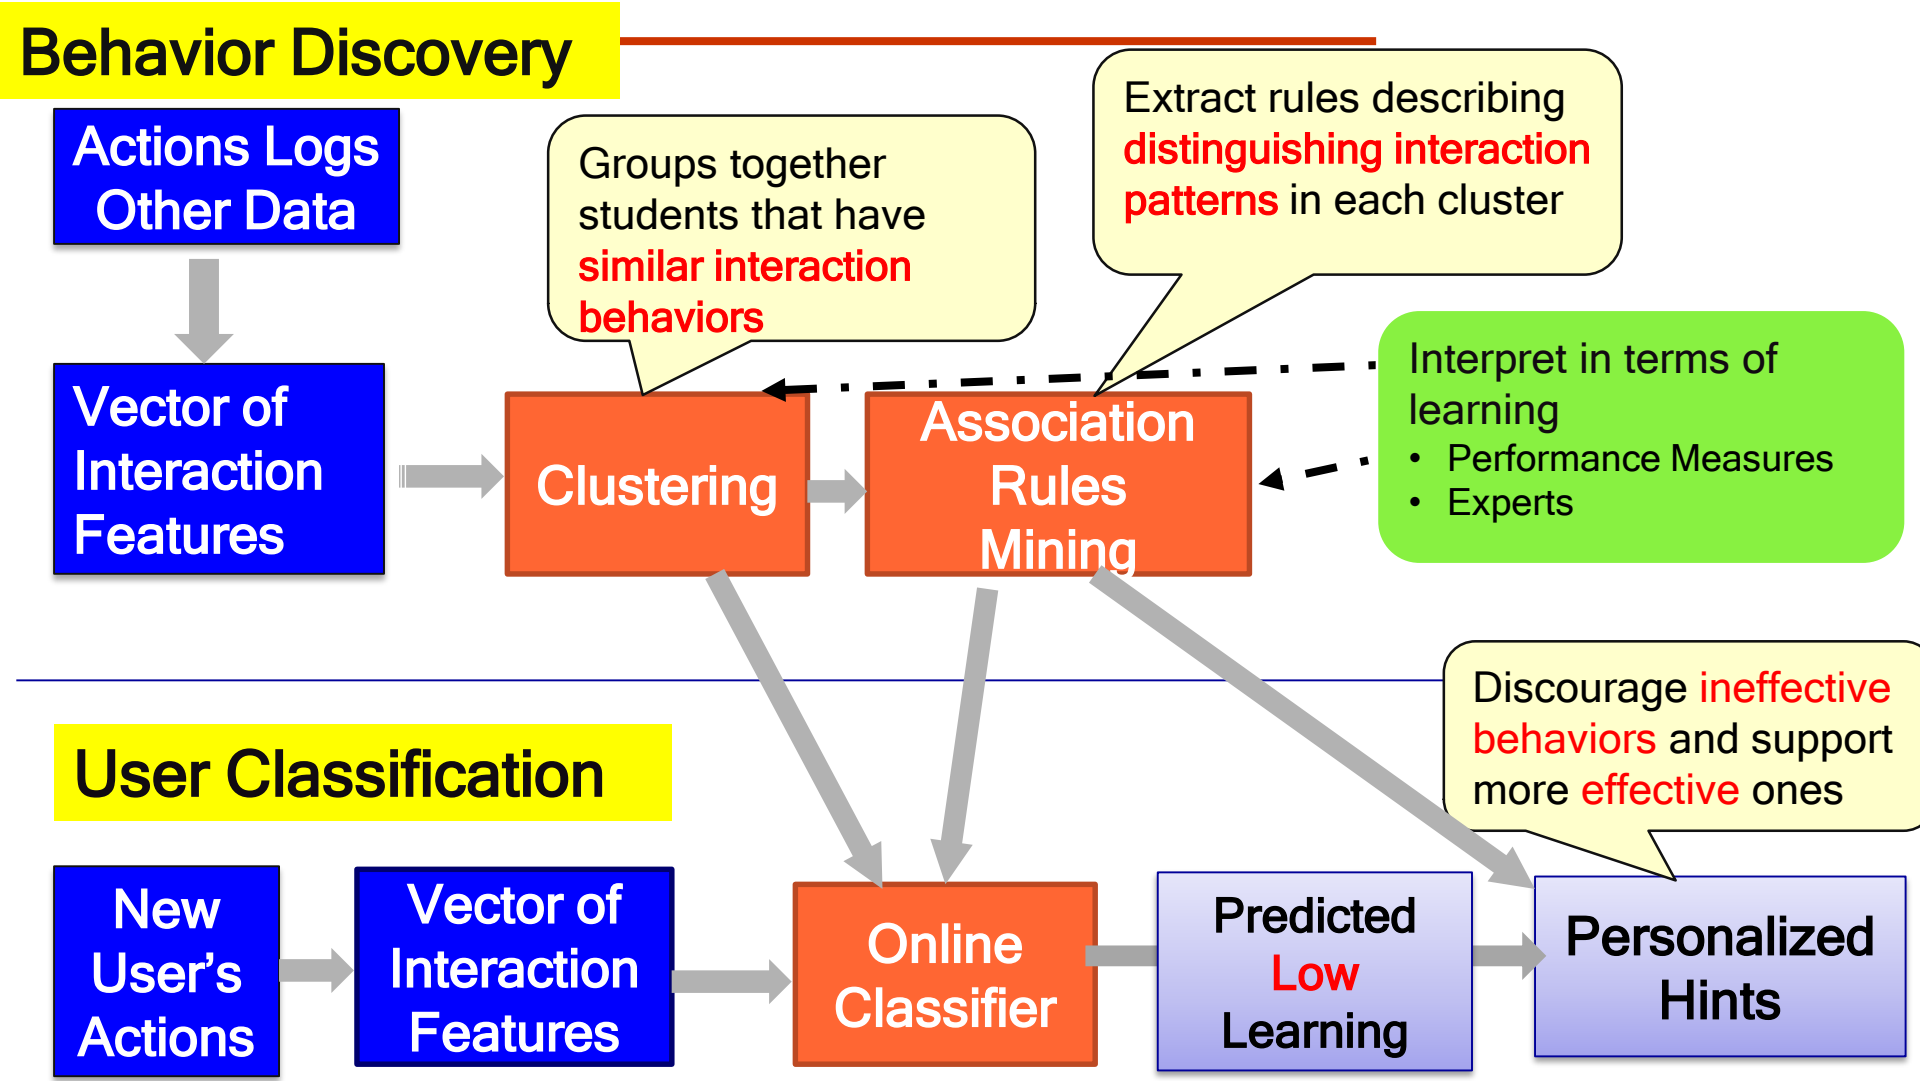 Behavior Discovery
Actions Logs
Other Data
Groups together
students that have
similar interaction
behaviors
Extract rules describing
distinguishing interaction
patterns in each cluster
Vector of
Interaction
Features
Clustering
Association
Rules
Mining
Interpret in terms of
learning
• Performance Measures
• Experts
Discourage ineffective
behaviors and support
more effective ones
User Classification
New
User’s
Actions
Vector of
Interaction
Features
Online
Classifier
Predicted
Low
Learning
Personalized
Hints